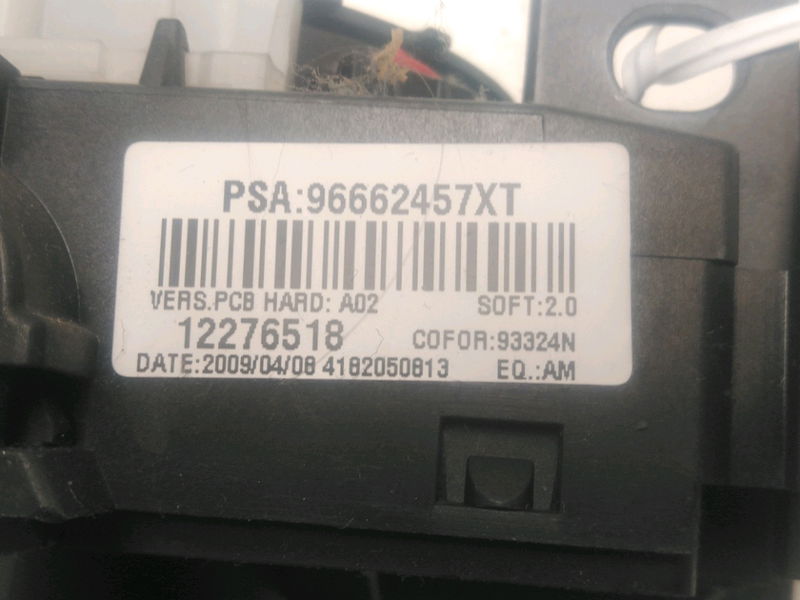 PSA:96662457XT
VERS.PCB HARD: A02 SOFT:2.0
12276518 COFOR:93324N
DATE:2009/04/08 4182050813 EQ.:AM